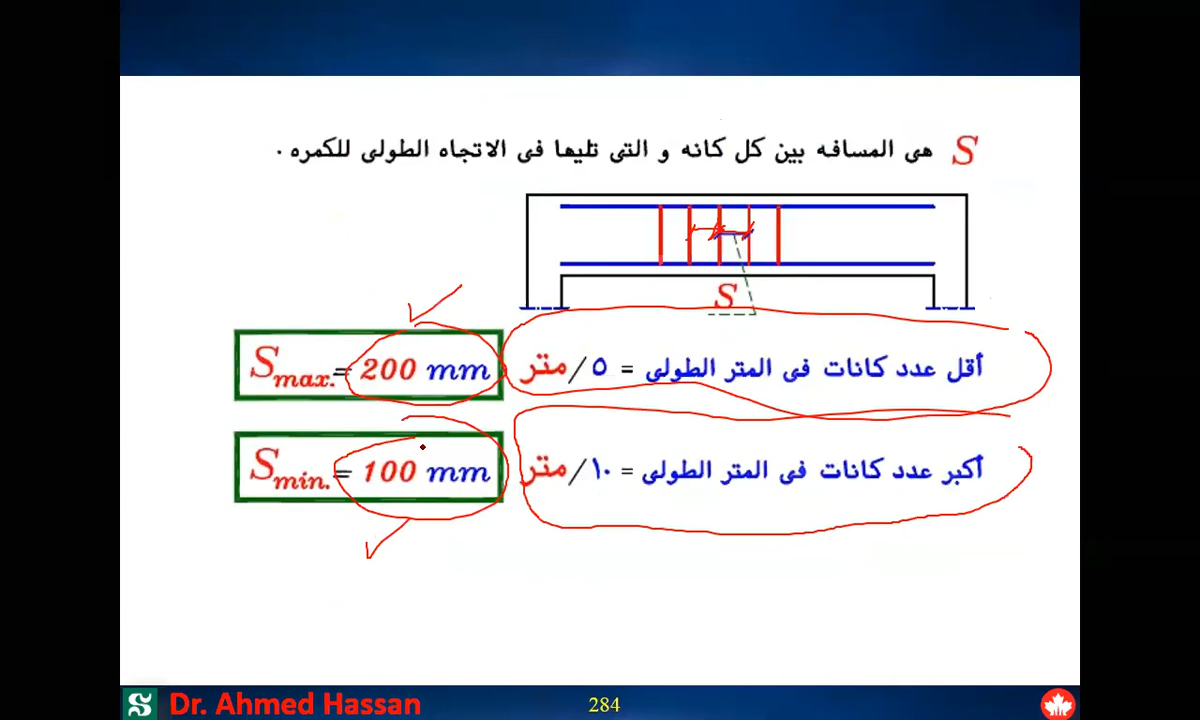 S هى المسافه بين كل كانه و التى تليها فى الاتجاه الطولى للكمره .
S
Smax. = 200 mm أقل عدد كانات فى المتر الطولى = ٥ / متر
Smin. = 100 mm أكبر عدد كانات فى المتر الطولى = ١٠ / متر
S Dr. Ahmed Hassan 284